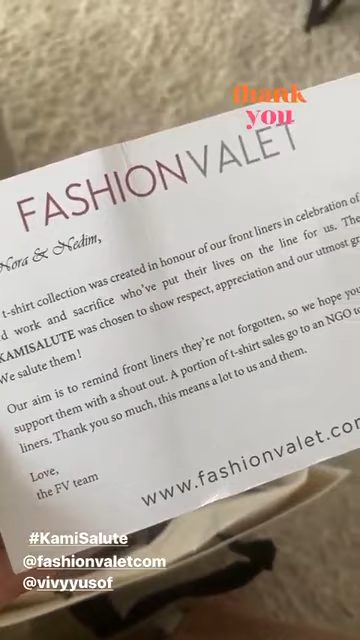 thank
you
FASHIONVALET
Nora & Nedim,
t-shirt collection was created in honour of our front liners in celebration of
work and sacrifice who've put their lives on the line for us. The
KAMISALUTE was chosen to show respect, appreciation and our utmost
We salute them!
Our aim is to remind front liners they're not forgotten, so we hope you
support them with a shout out. A portion of t-shirt sales go to an NGO
liners. Thank you so much, this means a lot to us and them.
Love,
the FV team
www.fashionvalet.com
#KamiSalute
@fashionvaletcom
@vivyyusof